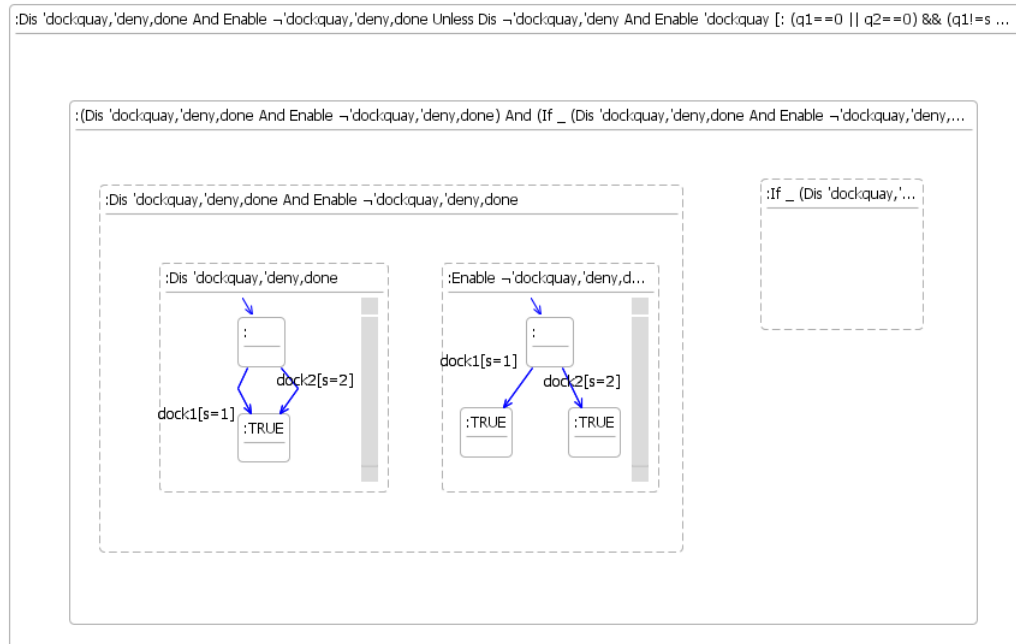 :Dis 'dockquay,'deny,done And Enable ¬'dockquay,'deny,done Unless Dis ¬'dockquay,'deny And Enable 'dockquay [: (q1==0 || q2==0) && (q1!=s ...
:(Dis 'dockquay,'deny,done And Enable ¬'dockquay,'deny,done) And (If _ (Dis 'dockquay,'deny,done And Enable ¬'dockquay,'deny,...
:Dis 'dockquay,'deny,done And Enable ¬'dockquay,'deny,done
:If _ (Dis 'dockquay,'...
:Dis 'dockquay,'deny,done
:
dock2[s=2]
dock1[s=1]
:TRUE
:Enable ¬'dockquay,'deny,d...
:
dock1[s=1]
dock2[s=2]
:TRUE
:TRUE